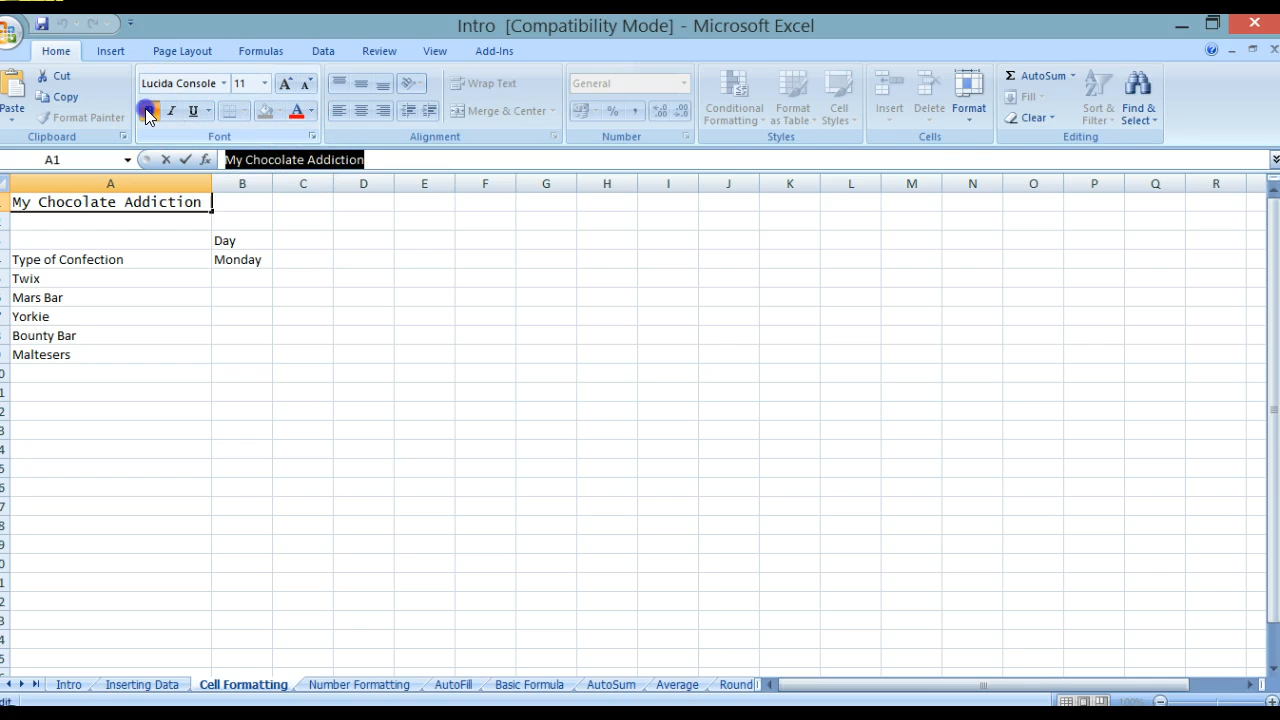 Intro [Compatibility Mode] - Microsoft Excel
Home Insert Page Layout Formulas Data Review View Add-Ins
Paste
Cut
Copy
Format Painter
Clipboard
Lucida Console 11
Font
Wrap Text
Merge & Center
Alignment
General
Number
Conditional Formatting
Format as Table
Cell Styles
Styles
Insert Delete Format
Cells
AutoSum
Fill
Clear
Sort & Filter
Find & Select
Editing
A1 fx My Chocolate Addiction
A B C D E F G H I J K L M N O P Q R
My Chocolate Addiction
Day
Type of Confection Monday
Twix
Mars Bar
Yorkie
Bounty Bar
Maltesers
Intro Inserting Data Cell Formatting Number Formatting AutoFill Basic Formula AutoSum Average Round
100%